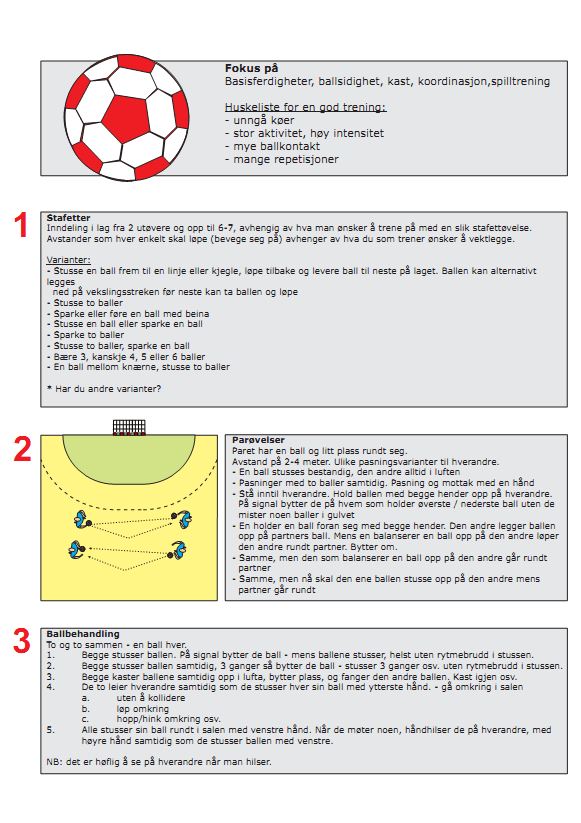 Fokus på
Basisferdigheter, ballsidighet, kast, koordinasjon,spilltrening
Huskeliste for en god trening:
- unngå køer
- stor aktivitet, høy intensitet
- mye ballkontakt
- mange repetisjoner
1
Stafetter
Inndeling i lag fra 2 utøvere og opp til 6-7, avhengig av hva man ønsker å trene på med en slik stafettøvelse.
Avstander som hver enkelt skal løpe (bevege seg på) avhenger av hva du som trener ønsker å vektlegge.
Varianter:
- Stusse en ball frem til en linje eller kjegle, løpe tilbake og levere ball til neste på laget. Ballen kan alternativt
legges
ned på vekslingsstreken før neste kan ta ballen og løpe
- Stusse to baller
- Sparke eller føre en ball med beina
- Stusse en ball eller sparke en ball
- Sparke to baller
- Stusse to baller, sparke en ball
- Bære 3, kanskje 4, 5 eller 6 baller
- En ball mellom knærne, stusse to baller
* Har du andre varianter?
2
Parøvelser
Paret har en ball og litt plass rundt seg.
Avstand på 2-4 meter. Ulike pasningsvarianter til hverandre.
- En ball stusses bestandig, den andre alltid i luften
- Pasninger med to baller samtidig. Pasning og mottak med en hånd
- Stå inntil hverandre. Hold ballen med begge hender opp på hverandre.
På signal bytter de på hvem som holder øverste / nederste ball uten de
mister noen baller i gulvet
- En holder en ball foran seg med begge hender. Den andre legger ballen
opp på partners ball. Mens en balanserer en ball opp på den andre løper
den andre rundt partner. Bytter om.
- Samme, men den som balanserer en ball opp på den andre går rundt
partner
- Samme, men nå skal den ene ballen stusse opp på den andre mens
partner går rundt
3
Ballbehandling
To og to sammen - en ball hver.
1. Begge stusser ballen. På signal bytter de ball - mens ballene stusser, helst uten rytmebrudd i stussen.
2. Begge stusser ballen samtidig, 3 ganger så bytter de ball - stusser 3 ganger osv. uten rytmebrudd i stussen.
3. Begge kaster ballene samtidig opp i lufta, bytter plass, og fanger den andre ballen. Kast igjen osv.
4. De to leier hverandre samtidig som de stusser hver sin ball med ytterste hånd. - gå omkring i salen
a. uten å kollidere
b. løp omkring
c. hopp/hink omkring osv.
5. Alle stusser sin ball rundt i salen med venstre hånd. Når de møter noen, håndhilser de på hverandre, med
høyre hånd samtidig som de stusser ballen med venstre.
NB: det er høflig å se på hverandre når man hilser.